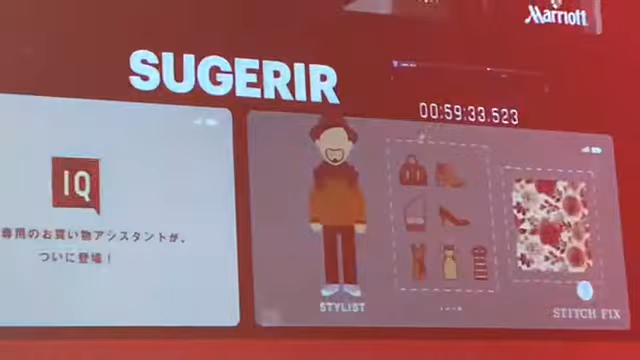 Marriott
SUGERIR
00:59:33.523
IQ
専用のお買い物アシスタントが、
ついに登場！
STYLIST
STITCH FIX